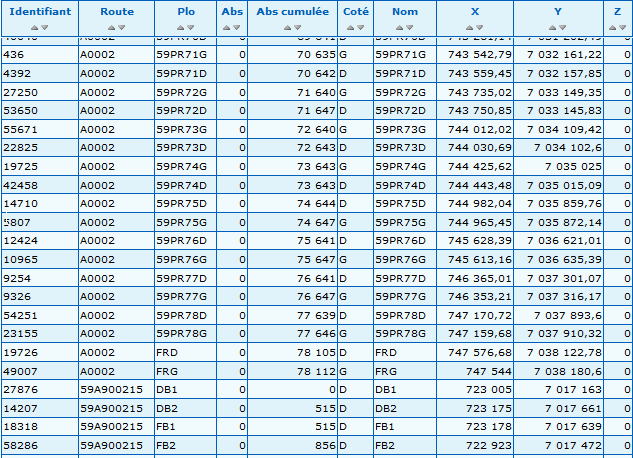 Identifiant Route Plo Abs Abs cumulée Coté Nom X Y Z
436 A0002 59PR71G 0 70 635 G 59PR71G 743 542,79 7 032 161,22 0
4392 A0002 59PR71D 0 70 642 D 59PR71D 743 559,45 7 032 157,85 0
27250 A0002 59PR72G 0 71 640 G 59PR72G 743 735,02 7 033 149,35 0
53650 A0002 59PR72D 0 71 647 D 59PR72D 743 750,85 7 033 145,83 0
55671 A0002 59PR73G 0 72 640 G 59PR73G 744 012,02 7 034 109,42 0
22825 A0002 59PR73D 0 72 643 D 59PR73D 744 030,69 7 034 102,6 0
19725 A0002 59PR74G 0 73 643 G 59PR74G 744 425,62 7 035 025 0
42458 A0002 59PR74D 0 73 643 D 59PR74D 744 443,48 7 035 015,09 0
14710 A0002 59PR75D 0 74 644 D 59PR75D 744 982,04 7 035 859,76 0
5807 A0002 59PR75G 0 74 647 G 59PR75G 744 965,45 7 035 872,14 0
12424 A0002 59PR76D 0 75 641 D 59PR76D 745 628,39 7 036 621,01 0
10965 A0002 59PR76G 0 75 647 G 59PR76G 745 613,16 7 036 635,39 0
9254 A0002 59PR77D 0 76 641 D 59PR77D 746 365,01 7 037 301,07 0
9326 A0002 59PR77G 0 76 647 G 59PR77G 746 353,21 7 037 316,17 0
54251 A0002 59PR78D 0 77 639 D 59PR78D 747 170,72 7 037 893,6 0
23155 A0002 59PR78G 0 77 646 G 59PR78G 747 159,68 7 037 910,32 0
19726 A0002 FRD 0 78 105 D FRD 747 576,68 7 038 122,78 0
49007 A0002 FRG 0 78 112 G FRG 747 544 7 038 180,6 0
27876 59A900215 DB1 0 0 D DB1 723 005 7 017 163 0
14207 59A900215 DB2 0 515 D DB2 723 175 7 017 661 0
18318 59A900215 FB1 0 515 D FB1 723 178 7 017 639 0
58286 59A900215 FB2 0 856 D FB2 722 923 7 017 472 0